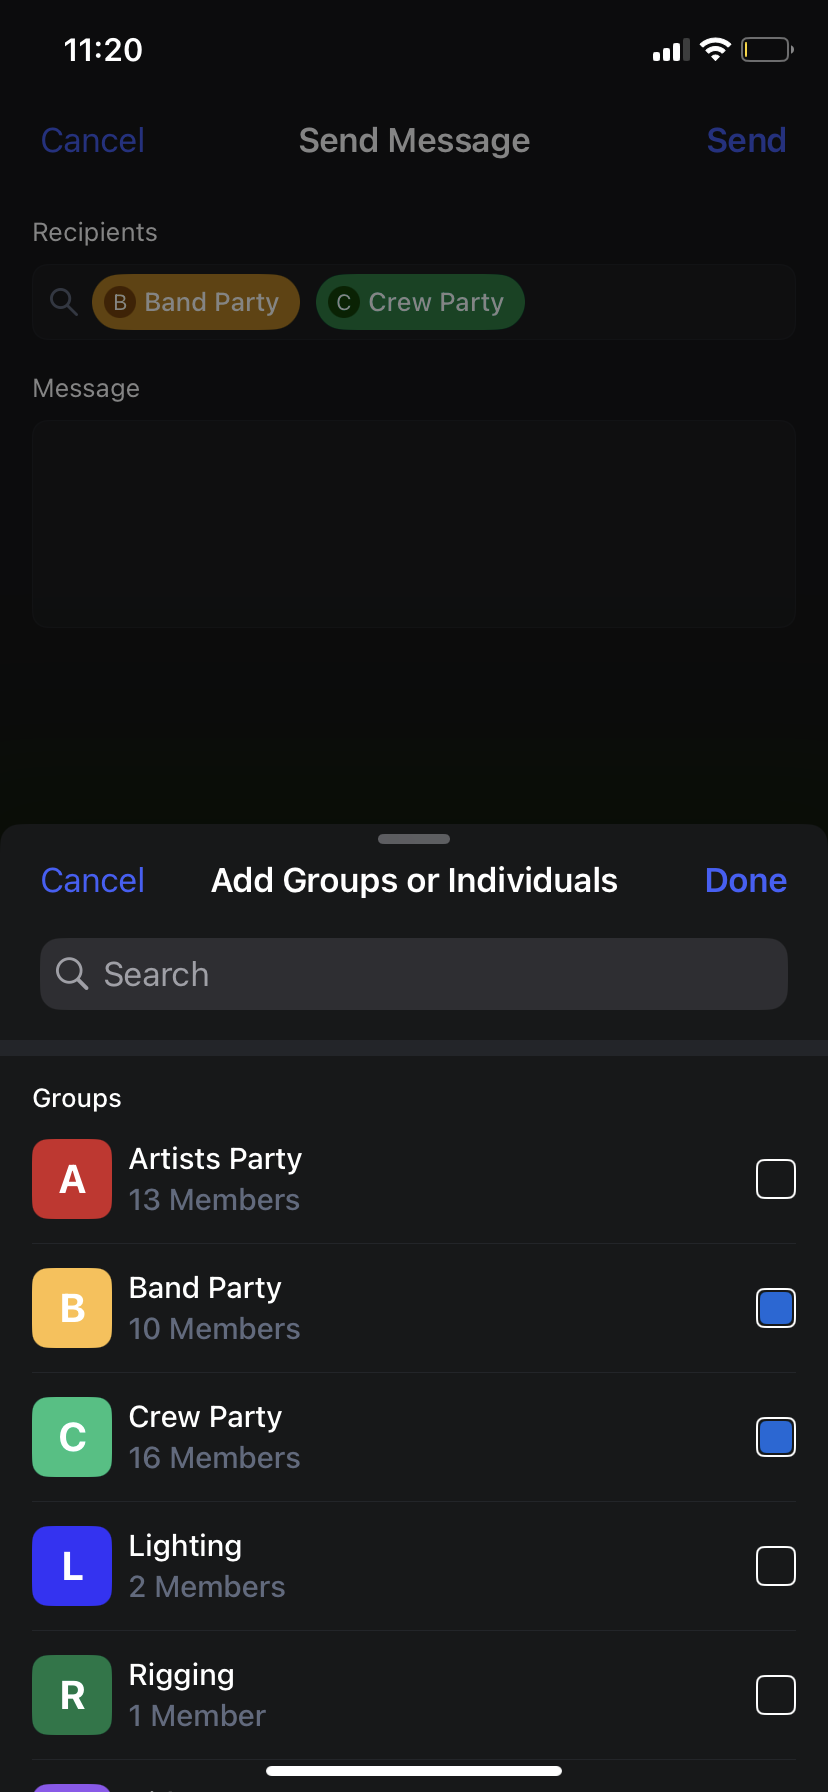 11:20
Cancel Send Message Send
Recipients
B Band Party C Crew Party
Message
Cancel Add Groups or Individuals Done
Search
Groups
A Artists Party
13 Members
B Band Party
10 Members
C Crew Party
16 Members
L Lighting
2 Members
R Rigging
1 Member